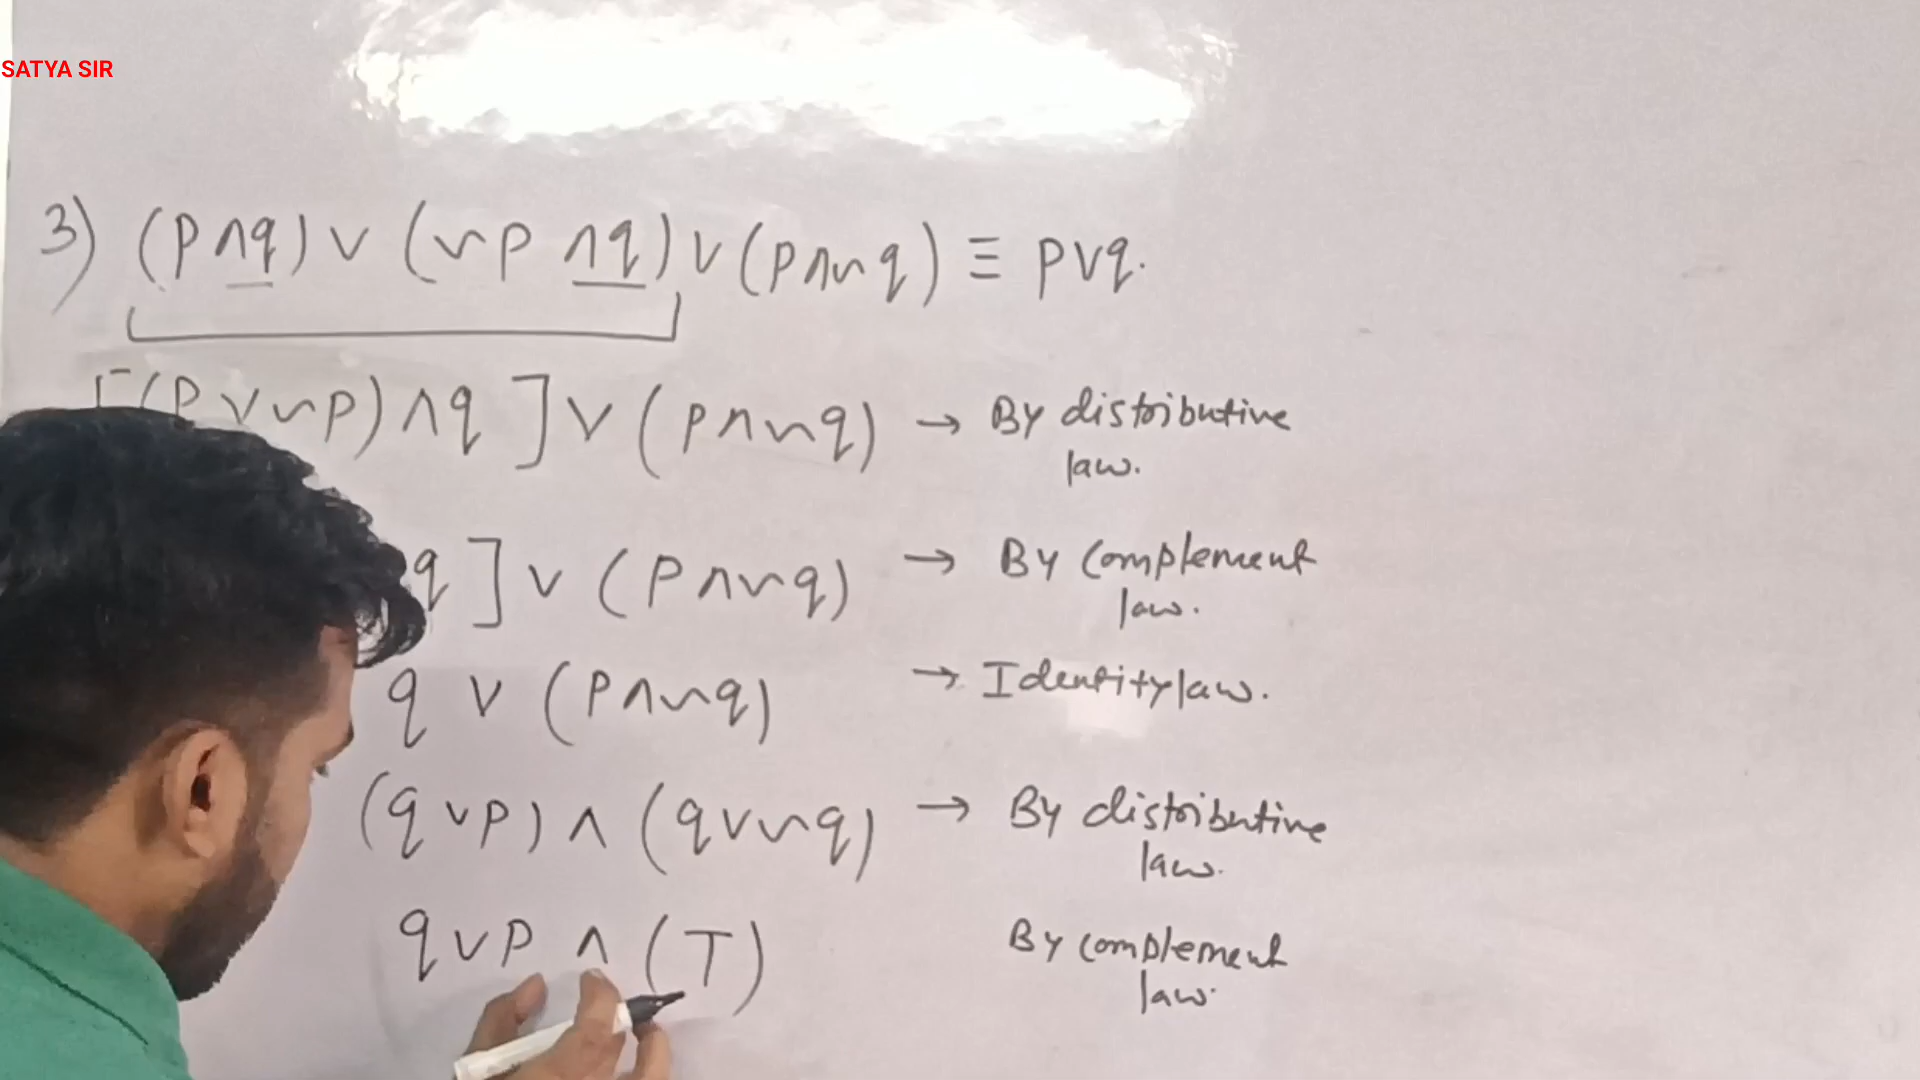 SATYA SIR
3) (p ∧ q) ∨ (~p ∧ q) ∨ (p ∧ ~q) ≡ p ∨ q.
[(p ∨ ~p) ∧ q ] ∨ (p ∧ ~q) → By distributive law.
q ] ∨ (p ∧ ~q) → By complement law.
q ∨ (p ∧ ~q) → Identity law.
(q ∨ p) ∧ (q ∨ ~q) → By distributive law.
q ∨ p ∧ (T) By complement law.